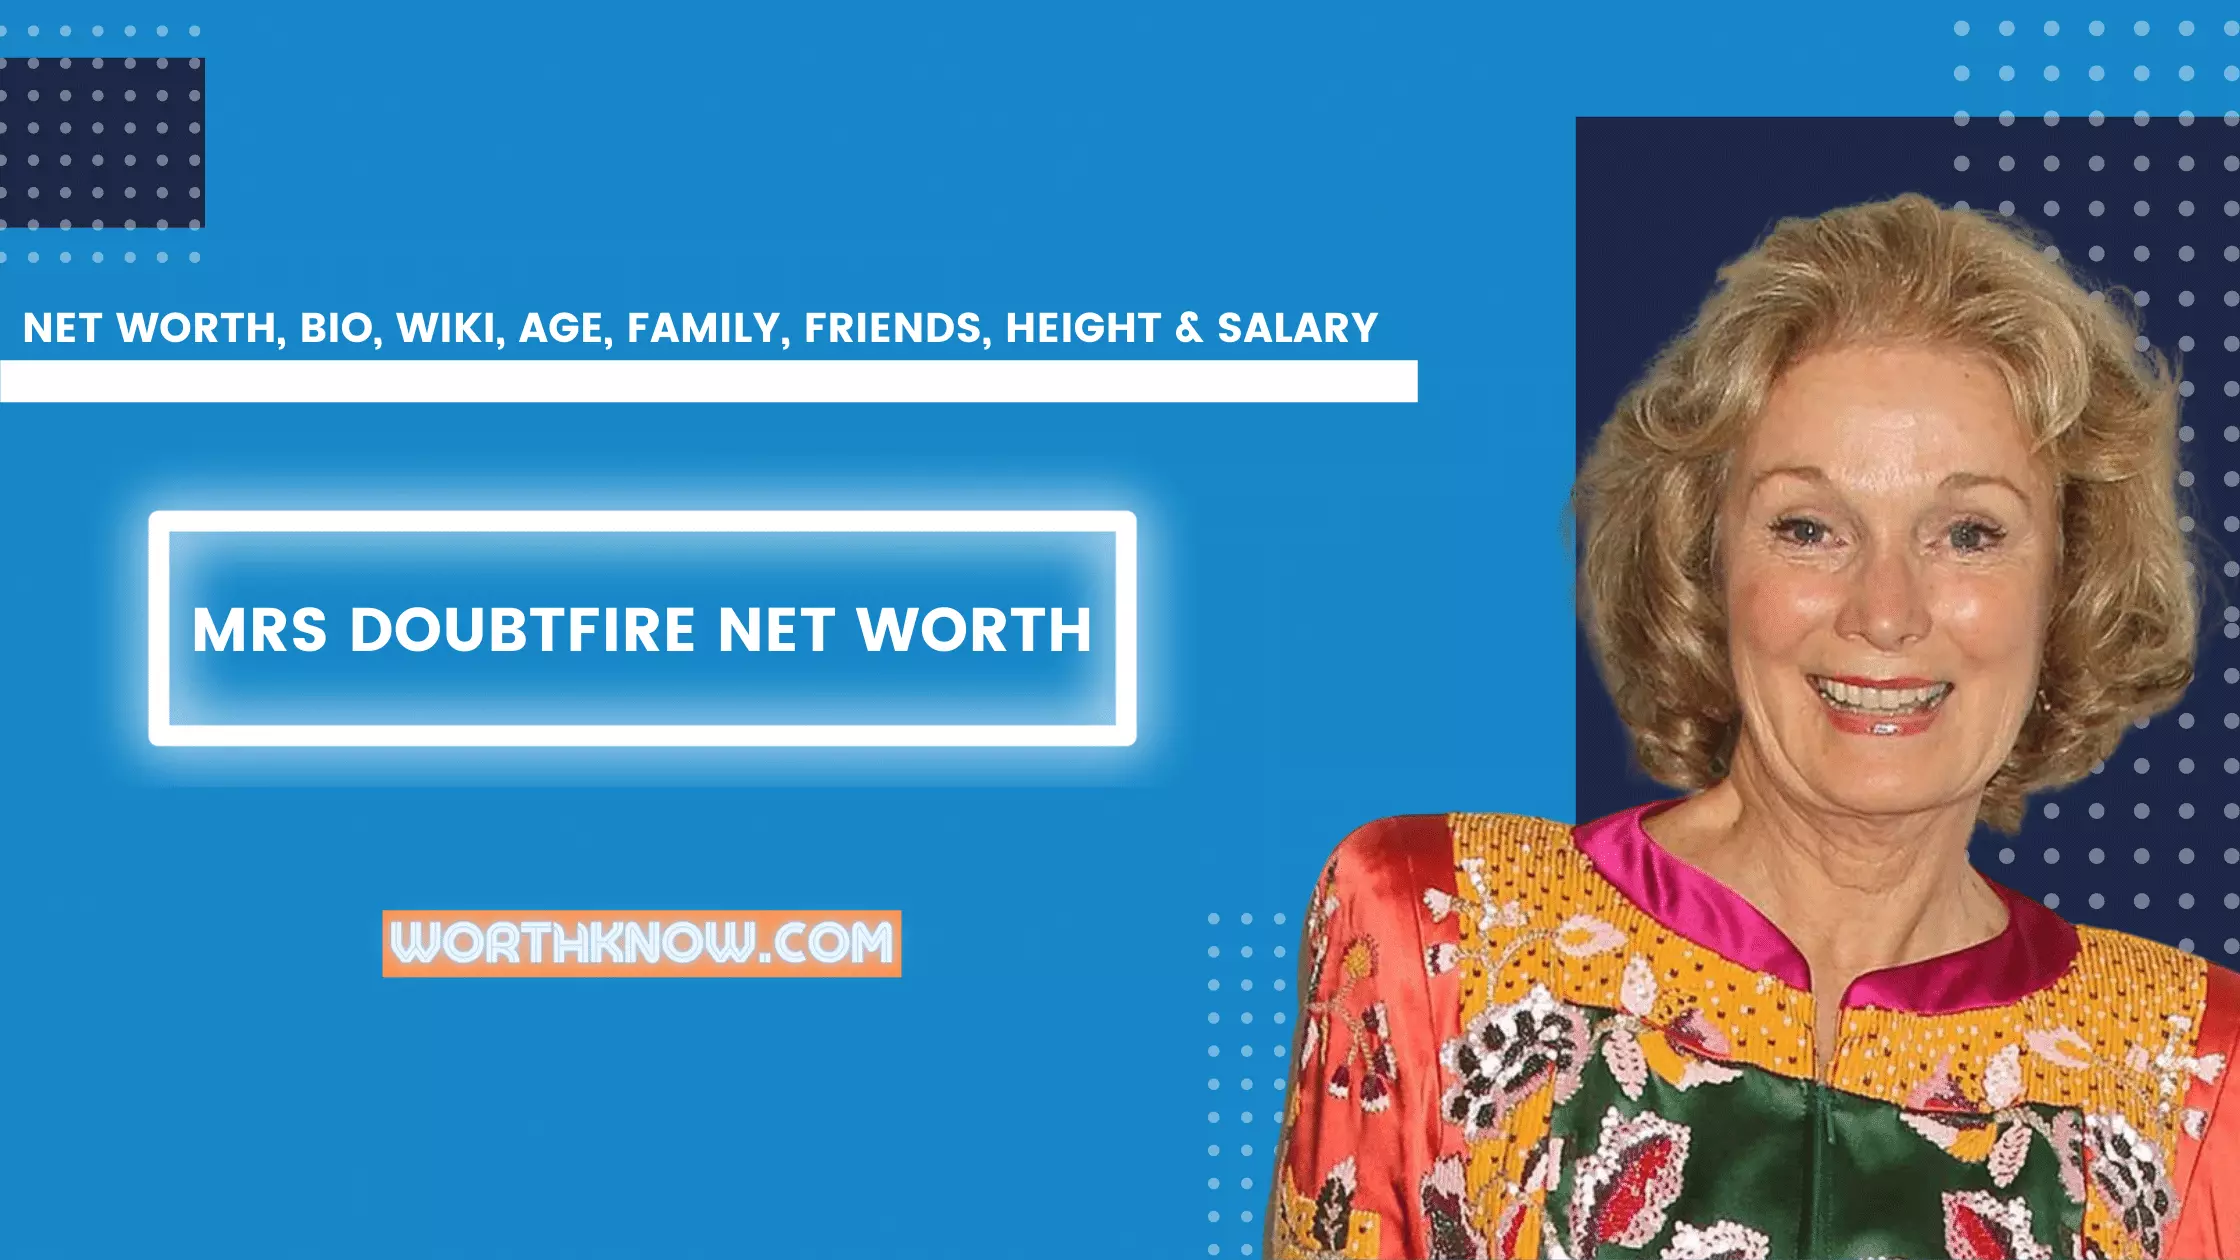 NET WORTH, BIO, WIKI, AGE, FAMILY, FRIENDS, HEIGHT & SALARY
MRS DOUBTFIRE NET WORTH
WORTHKNOW.COM